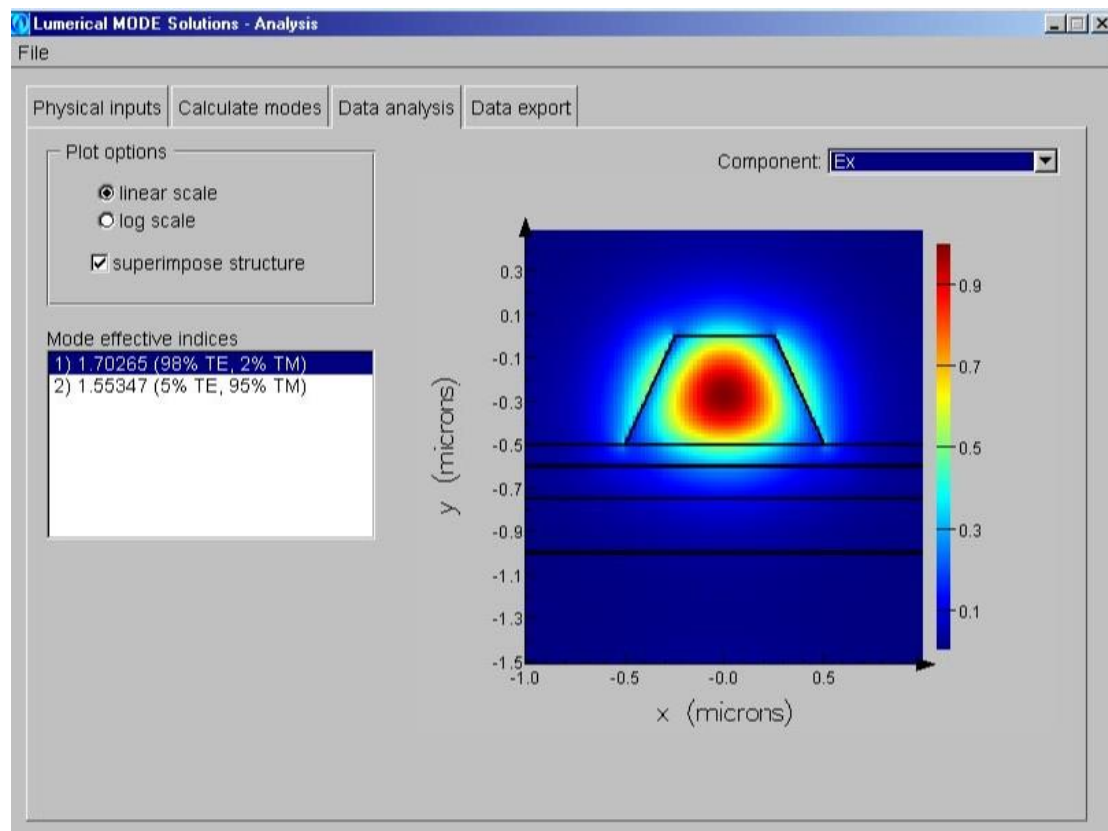 Lumerical MODE Solutions - Analysis
File
Physical inputs
Calculate modes
Data analysis
Data export
Plot options
linear scale
log scale
superimpose structure
Mode effective indices
1) 1.70265 (98% TE, 2% TM)
2) 1.55347 (5% TE, 95% TM)
Component: Ex
y (microns)
0.3
0.1
-0.1
-0.3
-0.5
-0.7
-0.9
-1.1
-1.3
-1.5
-1.0 -0.5 -0.0 0.5
x (microns)
0.9
0.7
0.5
0.3
0.1